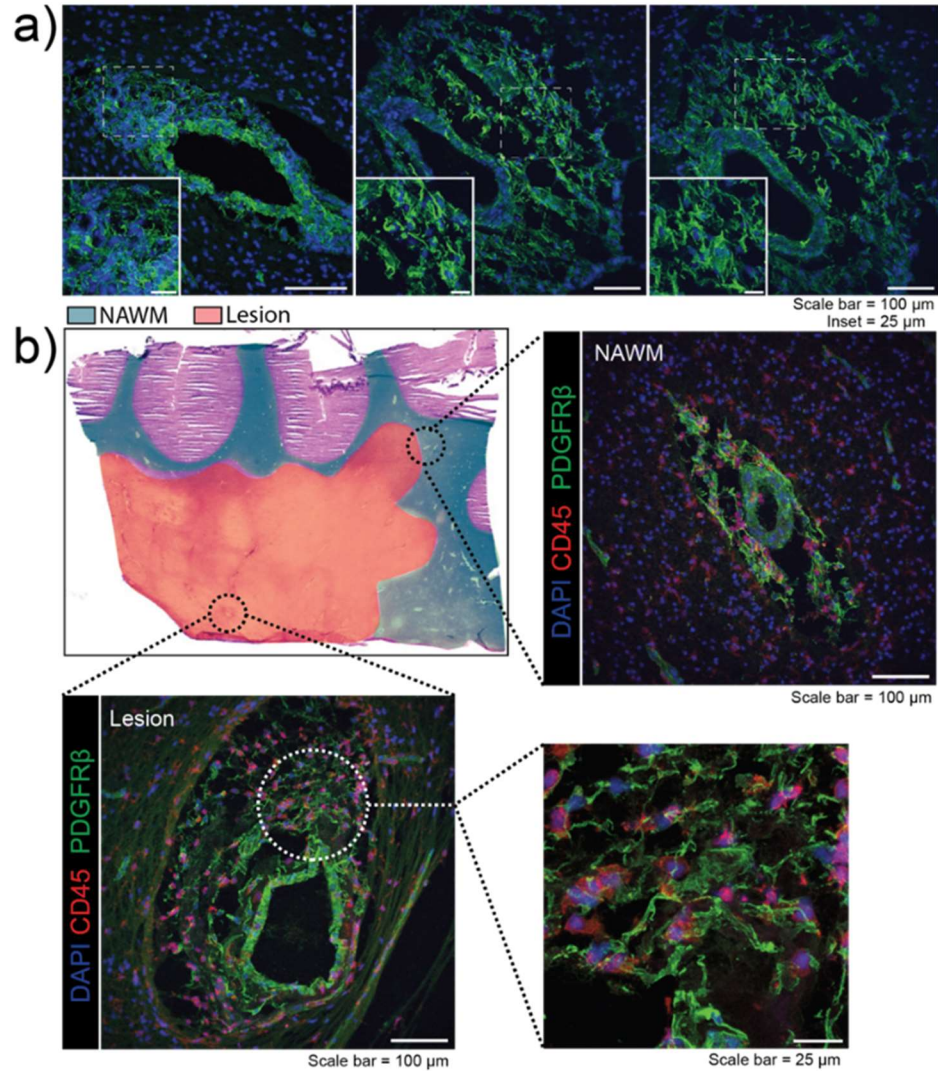 a)
Scale bar = 100 µm
Inset = 25 µm
NAWM
Lesion
b)
NAWM
DAPI CD45 PDGFRβ
Scale bar = 100 µm
Lesion
DAPI CD45 PDGFRβ
Scale bar = 100 µm
Scale bar = 25 µm